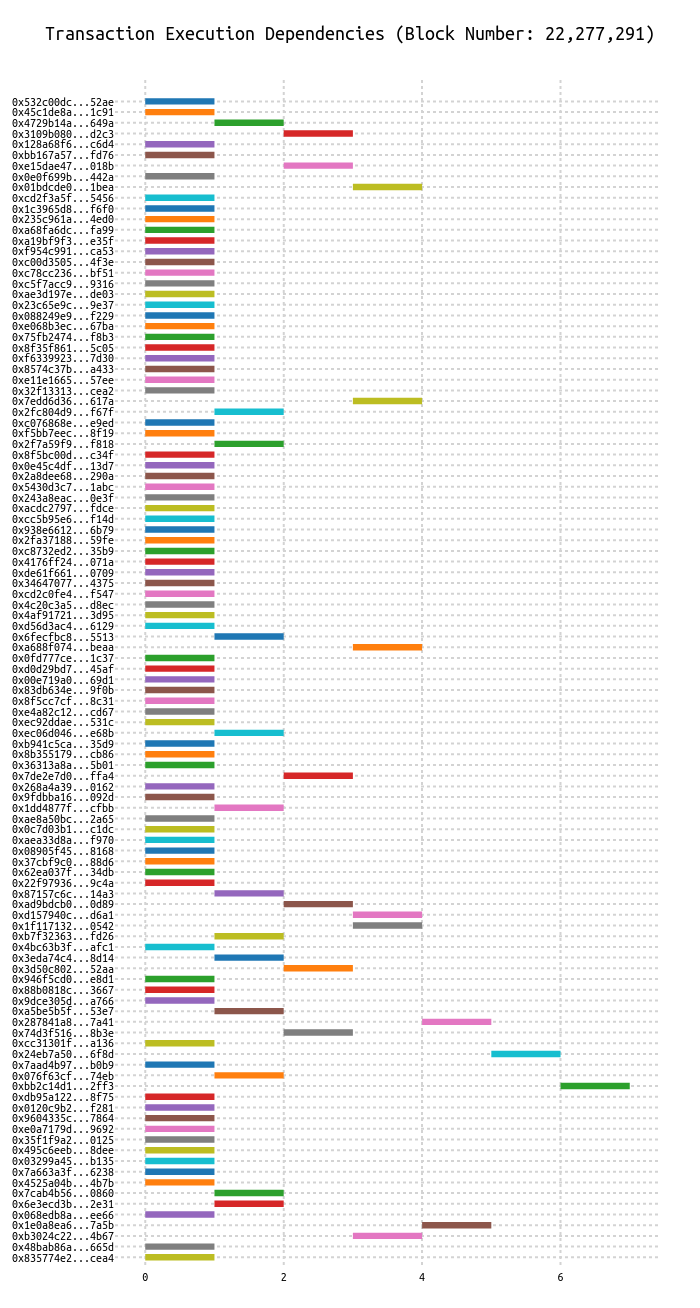 Transaction Execution Dependencies (Block Number: 22,277,291)
0x532c00dc...52ae
0x45c1de8a...1c91
0x4729b14a...649a
0x3109b080...d2c3
0x128a68f6...c6d4
0xbb167a57...fd76
0xe15dae47...018b
0x0e0f699b...442a
0x01bdcde0...1bea
0xcd2f3a5f...5456
0x1c3965d8...f6f0
0x235c961a...4ed0
0xa68fa6dc...fa99
0xa19bf9f3...e35f
0xf954c991...ca53
0xc00d3505...4f3e
0xc78cc236...bf51
0xc5f7acc9...9316
0xae3d197e...de03
0x23c65e9c...9e37
0x088249e9...f229
0xe068b3ec...67ba
0x75fb2474...f8b3
0x8f35f861...5c05
0xf6339923...7d30
0x8574c37b...a433
0xe11e1665...57ee
0x32f13313...cea2
0x7edd6d36...617a
0x2fc804d9...f67f
0xc076868e...e9ed
0xf5bb7eec...8f19
0x2f7a59f9...f818
0x8f5bc00d...c34f
0x0e45c4df...13d7
0x2a8dee68...290a
0x5430d3c7...1abc
0x243a8eac...0e3f
0xacdc2797...fdce
0xcc5b95e6...f14d
0x938e6612...6b79
0x2fa37188...59fe
0xc8732ed2...35b9
0x4176ff24...071a
0xde61f661...0709
0x34647077...4375
0xcd2c0fe4...f547
0x4c20c3a5...d8ec
0x4af91721...3d95
0xd56d3ac4...6129
0x6fecfbc8...5513
0xa688f074...beaa
0x0fd777ce...1c37
0xd0d29bd7...45af
0x00e719a0...69d1
0x83db634e...9f0b
0x8f5cc7cf...8c31
0xe4a82c12...cd67
0xec92ddae...531c
0xec06d046...e68b
0xb941c5ca...35d9
0x8b355179...cb86
0x36313a8a...5b01
0x7de2e7d0...ffa4
0x268a4a39...0162
0x9fdbba16...092d
0x1dd4877f...cfbb
0xae8a50bc...2a65
0x0c7d03b1...c1dc
0xaea33d8a...f970
0x08905f45...8168
0x37cbf9c0...88d6
0x62ea037f...34db
0x22f97936...9c4a
0x87157c6c...14a3
0xad9bdcb0...0d89
0xd157940c...d6a1
0x1f117132...0542
0xb7f32363...fd26
0x4bc63b3f...afc1
0x3eda74c4...8d14
0x3d50c802...52aa
0x946f5cd0...e8d1
0x88b0818c...3667
0x9dce305d...a766
0xa5be5b5f...53e7
0x287841a8...7a41
0x74d3f516...8b3e
0xcc31301f...a136
0x24eb7a50...6f8d
0x7aad4b97...b0b9
0x076f63cf...74eb
0xbb2c14d1...2ff3
0xdb95a122...8f75
0x0120c9b2...f281
0x9604335c...7864
0xe0a7179d...9692
0x35f1f9a2...0125
0x495c6eeb...8dee
0x03299a45...b135
0x7a663a3f...6238
0x4525a04b...4b7b
0x7cab4b56...0860
0x6e3ecd3b...2e31
0x068edb8a...ee66
0x1e0a8ea6...7a5b
0xb3024c22...4b67
0x48bab86a...665d
0x835774e2...cea4
0 2 4 6